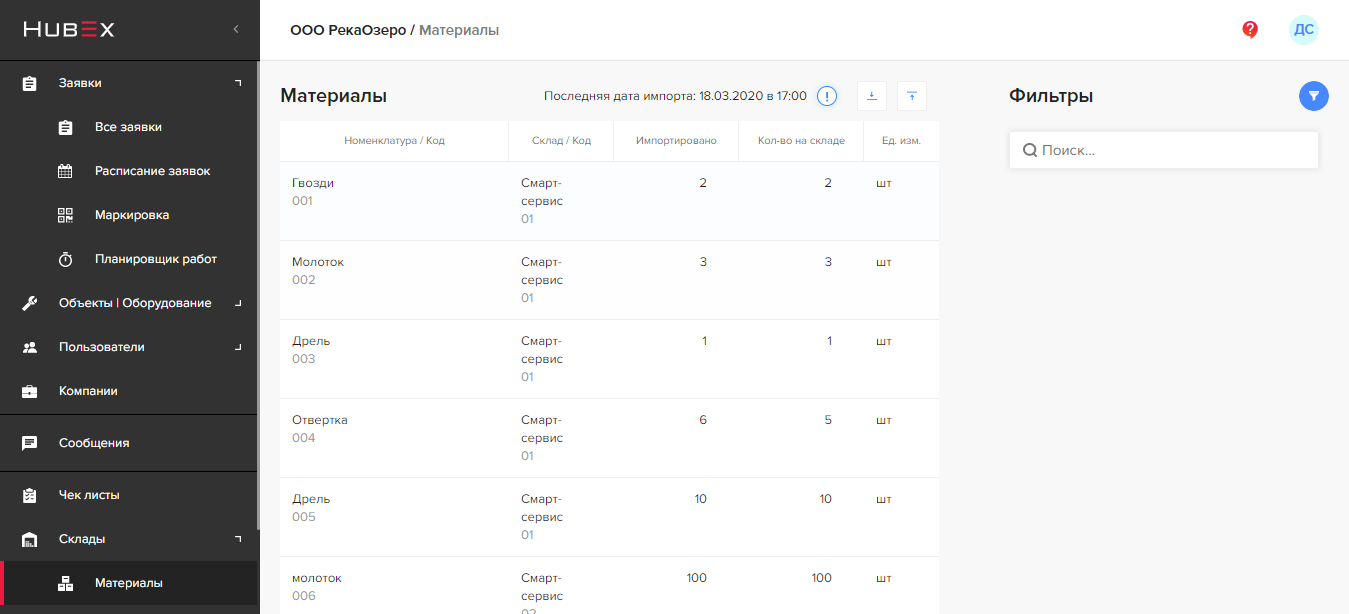 HUBEX
ООО РекаОзеро / Материалы
ДС
Заявки
Все заявки
Расписание заявок
Маркировка
Планировщик работ
Объекты | Оборудование
Пользователи
Компании
Сообщения
Чек листы
Склады
Материалы
Материалы
Последняя дата импорта: 18.03.2020 в 17:00
Номенклатура / Код Склад / Код Импортировано Кол-во на складе Ед. изм.
Гвозди Смарт- 2 2 шт
001 сервис
01
Молоток Смарт- 3 3 шт
002 сервис
01
Дрель Смарт- 1 1 шт
003 сервис
01
Отвертка Смарт- 6 5 шт
004 сервис
01
Дрель Смарт- 10 10 шт
005 сервис
01
молоток Смарт- 100 100 шт
006 сервис
02
Фильтры
Поиск...